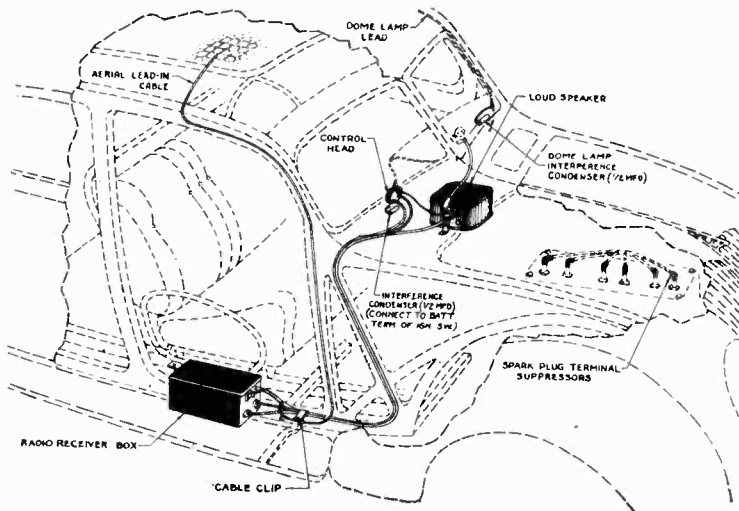 DOME LAMP
LEAD
AERIAL LEAD-IN
CABLE
LOUD SPEAKER
CONTROL
HEAD
DOME LAMP
INTERFERENCE
CONDENSER (1/2 MFD)
INTERFERENCE
CONDENSER (1/2 MFD)
(CONNECT TO BATT
TERM OF IGN SW.)
SPARK PLUG TERMINAL
SUPPRESSORS
RADIO RECEIVER BOX
CABLE CLIP